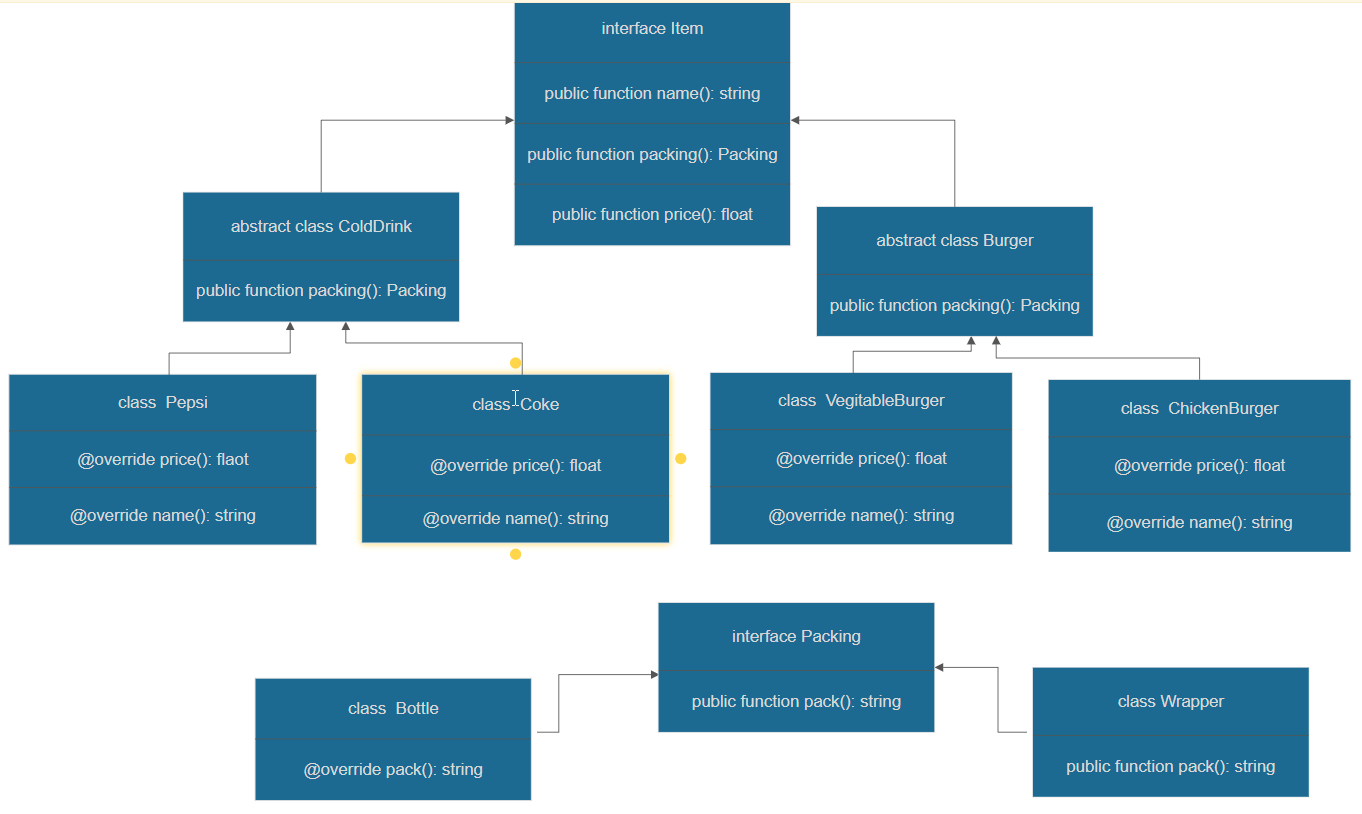 interface Item
public function name(): string
public function packing(): Packing
public function price(): float
abstract class ColdDrink
public function packing(): Packing
abstract class Burger
public function packing(): Packing
class  Pepsi
@override price(): flaot
@override name(): string
class  Coke
@override price(): float
@override name(): string
class  VegitableBurger
@override price(): float
@override name(): string
class  ChickenBurger
@override price(): float
@override name(): string
interface Packing
public function pack(): string
class  Bottle
@override pack(): string
class Wrapper
public function pack(): string